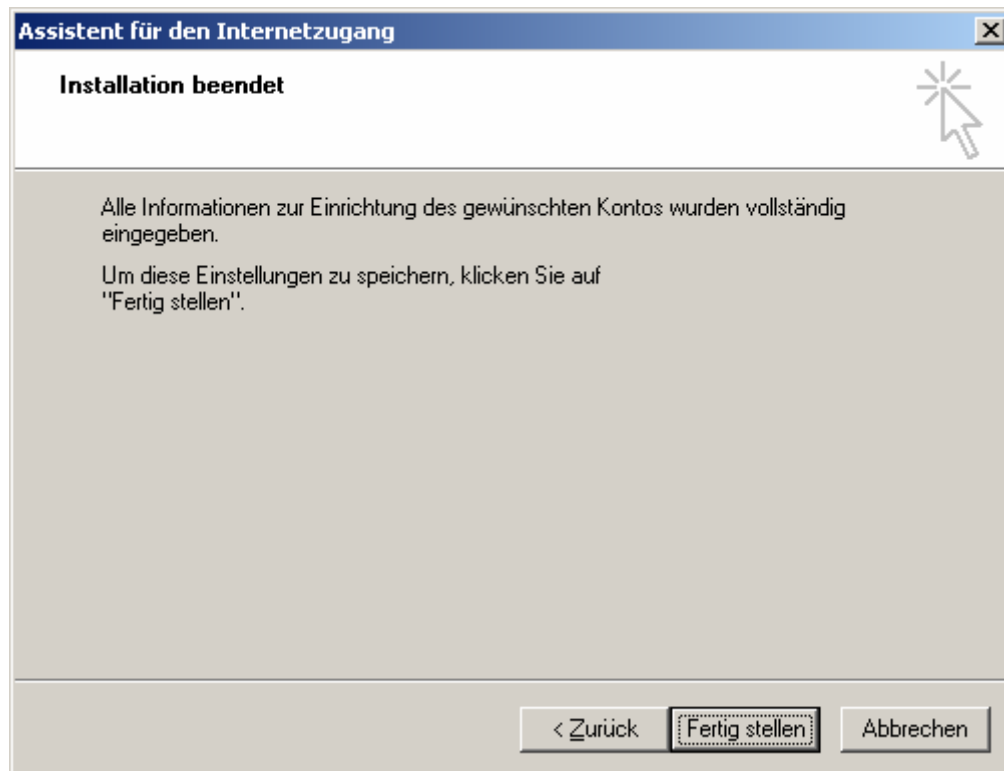 Assistent für den Internetzugang
Installation beendet
Alle Informationen zur Einrichtung des gewünschten Kontos wurden vollständig
eingegeben.
Um diese Einstellungen zu speichern, klicken Sie auf
"Fertig stellen".
< Zurück Fertig stellen Abbrechen